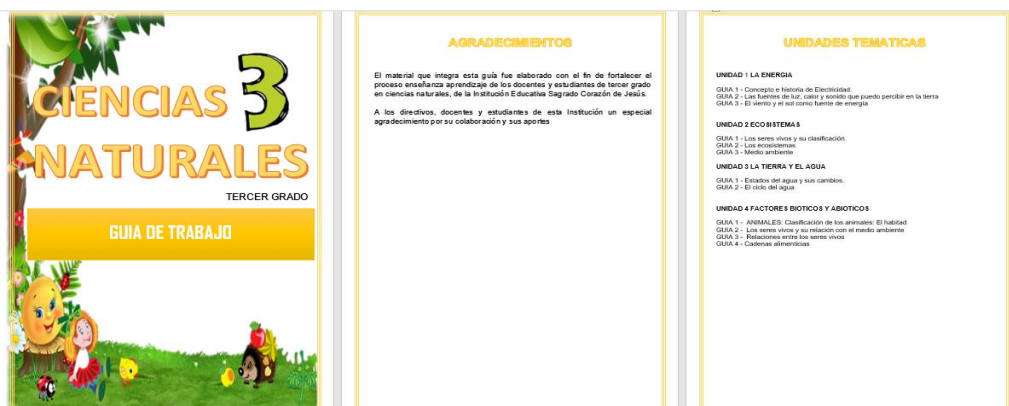 CIENCIAS 3
NATURALES
TERCER GRADO
GUIA DE TRABAJO
AGRADECIMIENTOS
El material que integra esta guía fue elaborado con el fin de fortalecer el
proceso enseñanza aprendizaje de los docentes y estudiantes de tercer grado
en ciencias naturales, de la Institución Educativa Sagrado Corazón de Jesús.
A los directivos, docentes y estudiantes de esta Institución un especial
agradecimiento por su colaboración y sus aportes
UNIDADES TEMATICAS
UNIDAD 1 LA ENERGIA
GUIA 1 - Concepto e historia de Electricidad.
GUIA 2 - Las fuentes de luz, calor y sonido que puedo percibir en la tierra
GUIA 3 - El viento y el sol como fuente de energía
UNIDAD 2 ECOSISTEMAS
GUIA 1 - Los seres vivos y su clasificación
GUIA 2 - Los ecosistemas
GUIA 3 - Medio ambiente
UNIDAD 3 LA TIERRA Y EL AGUA
GUIA 1 - Estados del agua y sus cambios.
GUIA 2 - El ciclo del agua
UNIDAD 4 FACTORES BIOTICOS Y ABIOTICOS
GUIA 1 - ANIMALES: Clasificación de los animales: El habitad
GUIA 2 - Los seres vivos y su relación con el medio ambiente
GUIA 3 - Relaciones entre los seres vivos
GUIA 4 - Cadenas alimenticias